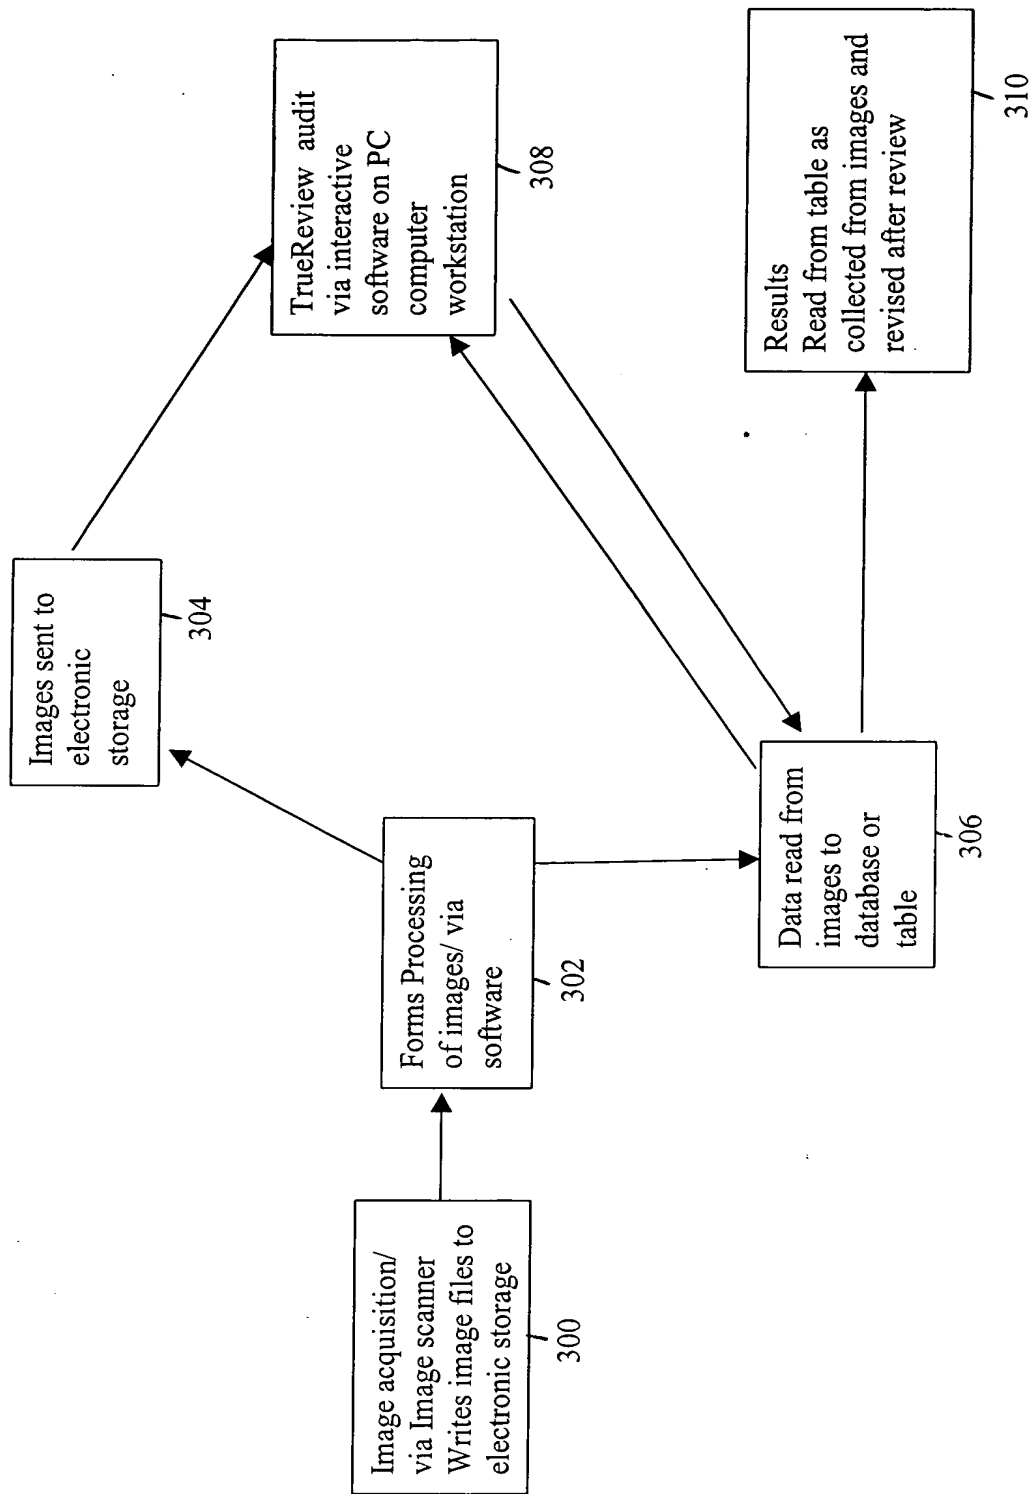 Image acquisition/
via Image scanner
Writes image files to
electronic storage
300
Forms Processing
of images/ via
software
302
Images sent to
electronic
storage
304
Data read from
images to
database or
table
306
TrueReview audit
via interactive
software on PC
computer
workstation
308
Results
Read from table as
collected from images and
revised after review
310